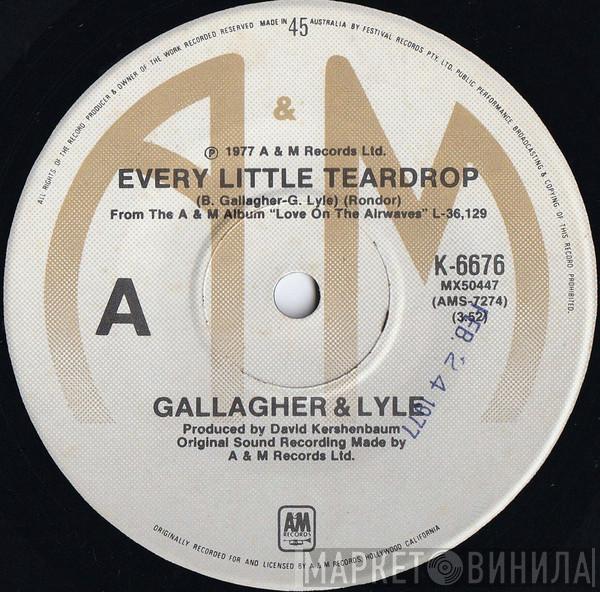 ALL RIGHTS OF THE RECORD PRODUCER & OWNER OF THE WORK RECORDED RESERVED MADE IN 45 AUSTRALIA BY FESTIVAL RECORDS PTY. LTD. PUBLIC PERFORMANCE BROADCASTING & COPYING OF THIS RECORD PROHIBITED.
A & M
℗ 1977 A & M Records Ltd.
EVERY LITTLE TEARDROP
(B. Gallagher-G. Lyle) (Rondor)
From The A & M Album "Love On The Airwaves" L-36,129
K-6676
MX50447
(AMS-7274)
(3:52)
A
FEB. 24 1977
GALLAGHER & LYLE
Produced by David Kershenbaum
Original Sound Recording Made by
A & M Records Ltd.
AM
RECORDS
ORIGINALLY RECORDED FOR AND LICENSED BY A & M RECORDS, HOLLYWOOD, CALIFORNIA
МАРКЕТ ВИНИЛА